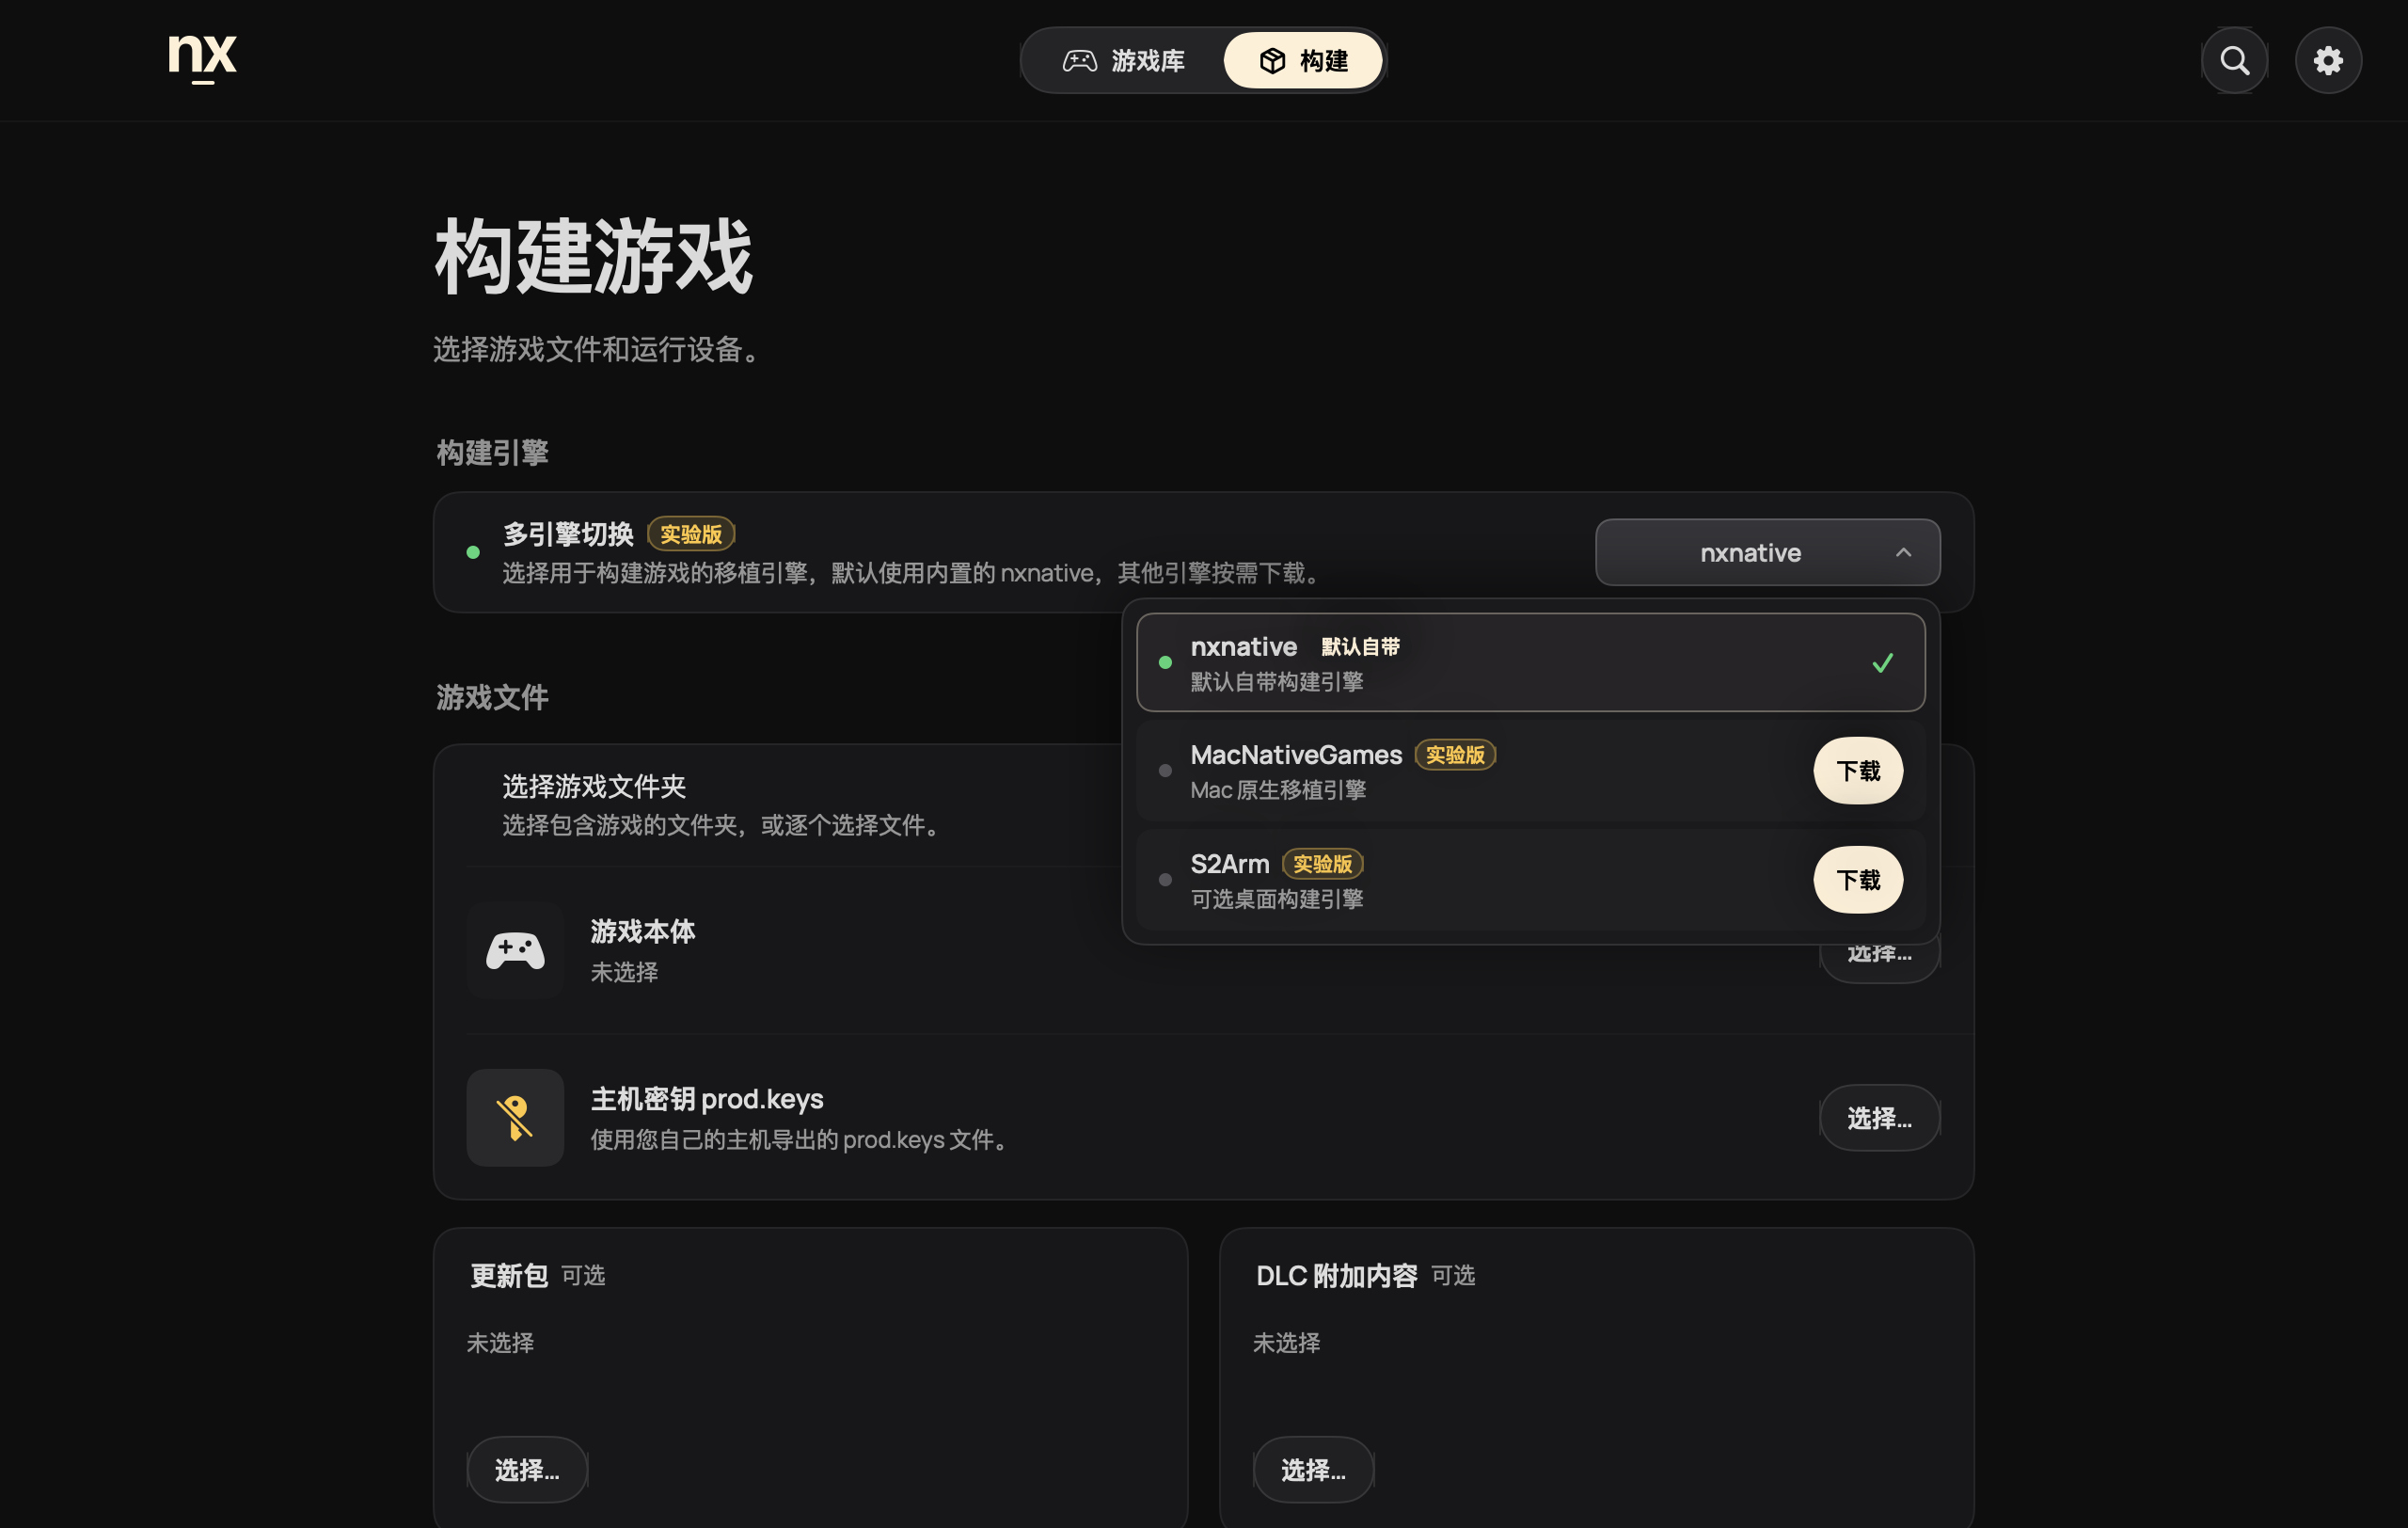 nx
游戏库
构建
构建游戏
选择游戏文件和运行设备。
构建引擎
多引擎切换 实验版
选择用于构建游戏的移植引擎，默认使用内置的 nxnative，其他引擎按需下载。
nxnative
nxnative 默认自带
默认自带构建引擎
MacNativeGames 实验版
Mac 原生移植引擎
下载
S2Arm 实验版
可选桌面构建引擎
下载
游戏文件
选择游戏文件夹
选择包含游戏的文件夹，或逐个选择文件。
游戏本体
未选择
选择...
主机密钥 prod.keys
使用您自己的主机导出的 prod.keys 文件。
选择...
更新包 可选
未选择
选择...
DLC 附加内容 可选
未选择
选择...